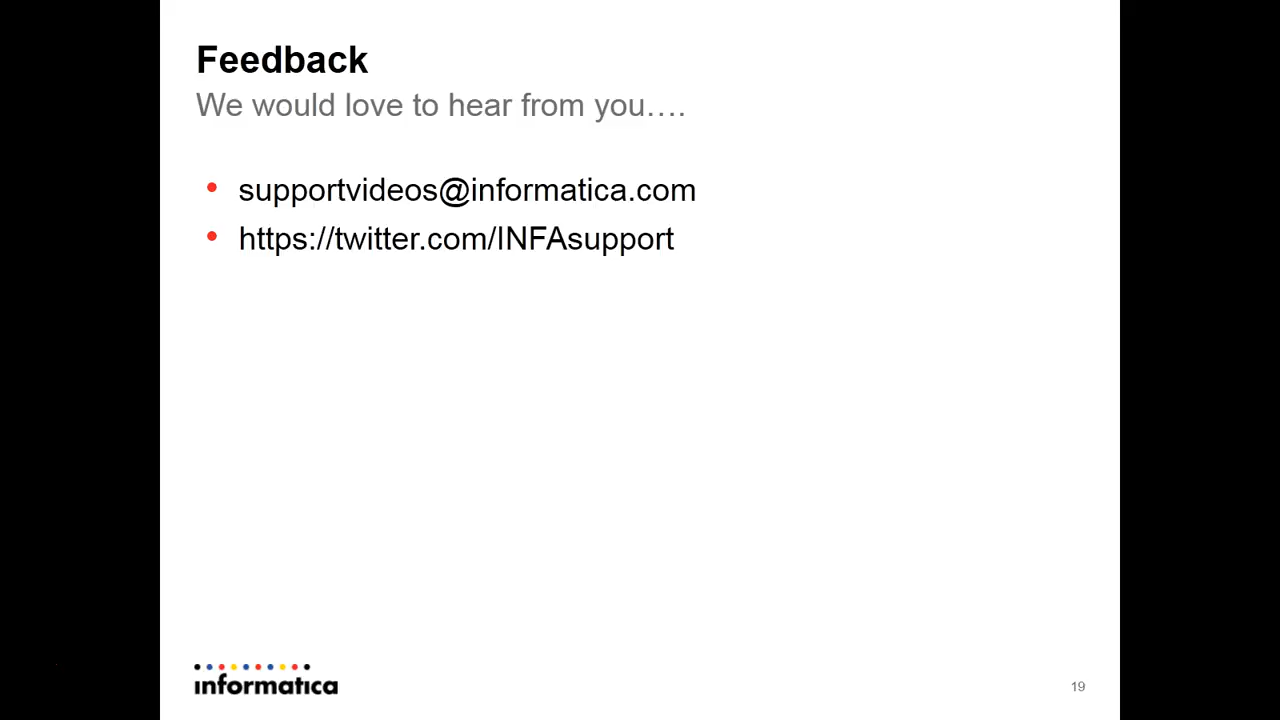 Feedback
We would love to hear from you….
• supportvideos@informatica.com
• https://twitter.com/INFAsupport
informatica
19